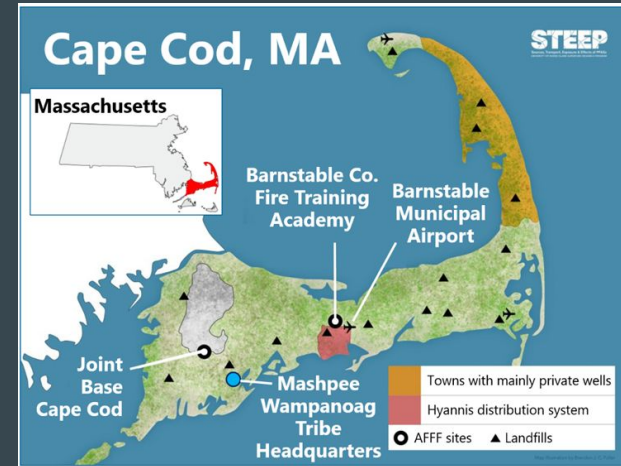 Cape Cod, MA
STEEP
Massachusetts
Barnstable Co.
Fire Training
Academy
Barnstable
Municipal
Airport
Joint
Base
Cape Cod
Mashpee
Wampanoag
Tribe
Headquarters
Towns with mainly private wells
Hyannis distribution system
AFFF sites
Landfills